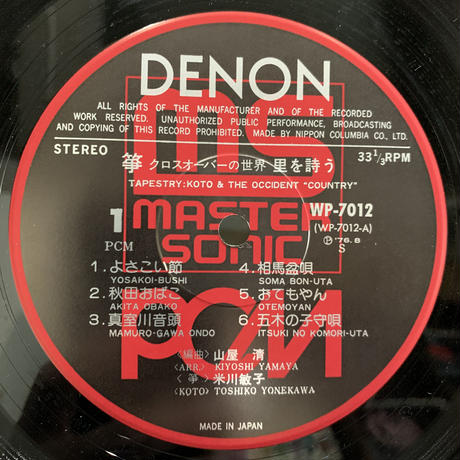 DENON
ALL RIGHTS OF THE MANUFACTURER AND OF THE RECORDED
WORK RESERVED. UNAUTHORIZED PUBLIC PERFORMANCE, BROADCASTING
AND COPYING OF THIS RECORD PROHIBITED. MADE BY NIPPON COLUMBIA CO., LTD.
STEREO
箏 クロスオーバーの世界 里を詩う
33 1/3 RPM
TAPESTRY: KOTO & THE OCCIDENT "COUNTRY"
1
MASTER
SONIC
WP-7012
(WP-7012-A)
Ⓟ'76.8
S
PCM
1.よさこい節
YOSAKOI-BUSHI
2.秋田おばこ
AKITA OBAKO
3.真室川音頭
MAMURO-GAWA ONDO
4.相馬盆唄
SOMA BON-UTA
5.おてもやん
OTEMOYAN
6.五木の子守唄
ITSUKI NO KOMORI-UTA
PCM
〈編曲〉山屋 清
〈ARR.〉KIYOSHI YAMAYA
〈箏〉米川敏子
〈KOTO〉TOSHIKO YONEKAWA
MADE IN JAPAN